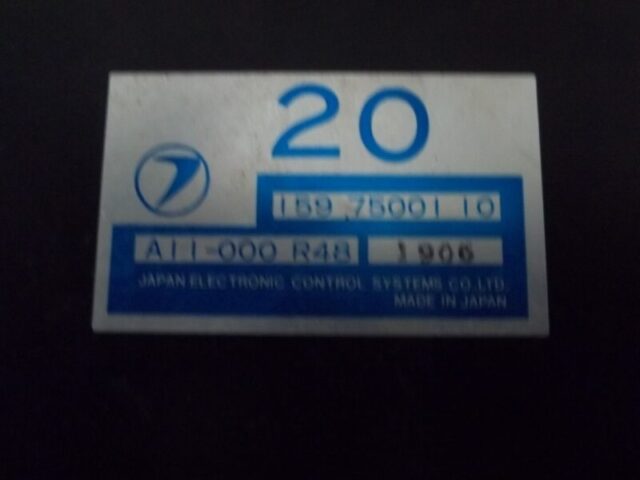 20
159 75001 10
A11-000 R48 1906
JAPAN ELECTRONIC CONTROL SYSTEMS CO., LTD.
MADE IN JAPAN